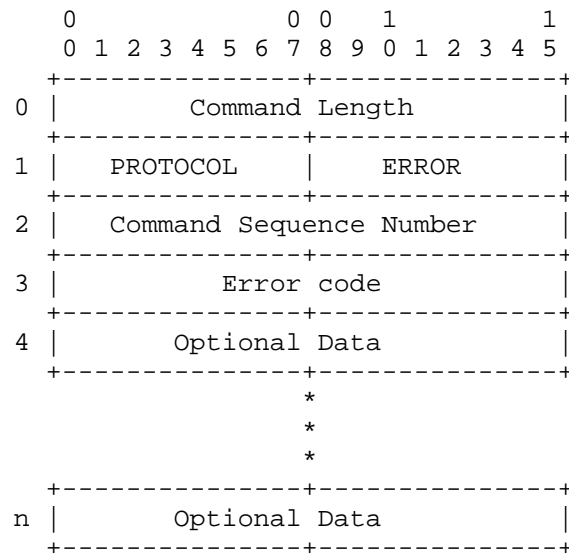 0             0 0   1         1
    0 1 2 3 4 5 6 7 8 9 0 1 2 3 4 5
   +---------------+---------------+
0  |        Command Length         |
   +---------------+---------------+
1  |   PROTOCOL    |    ERROR      |
   +---------------+---------------+
2  |   Command Sequence Number     |
   +---------------+---------------+
3  |          Error code           |
   +---------------+---------------+
4  |       Optional Data           |
   +---------------+---------------+
                   *
                   *
                   *
   +---------------+---------------+
n  |       Optional Data           |
   +---------------+---------------+